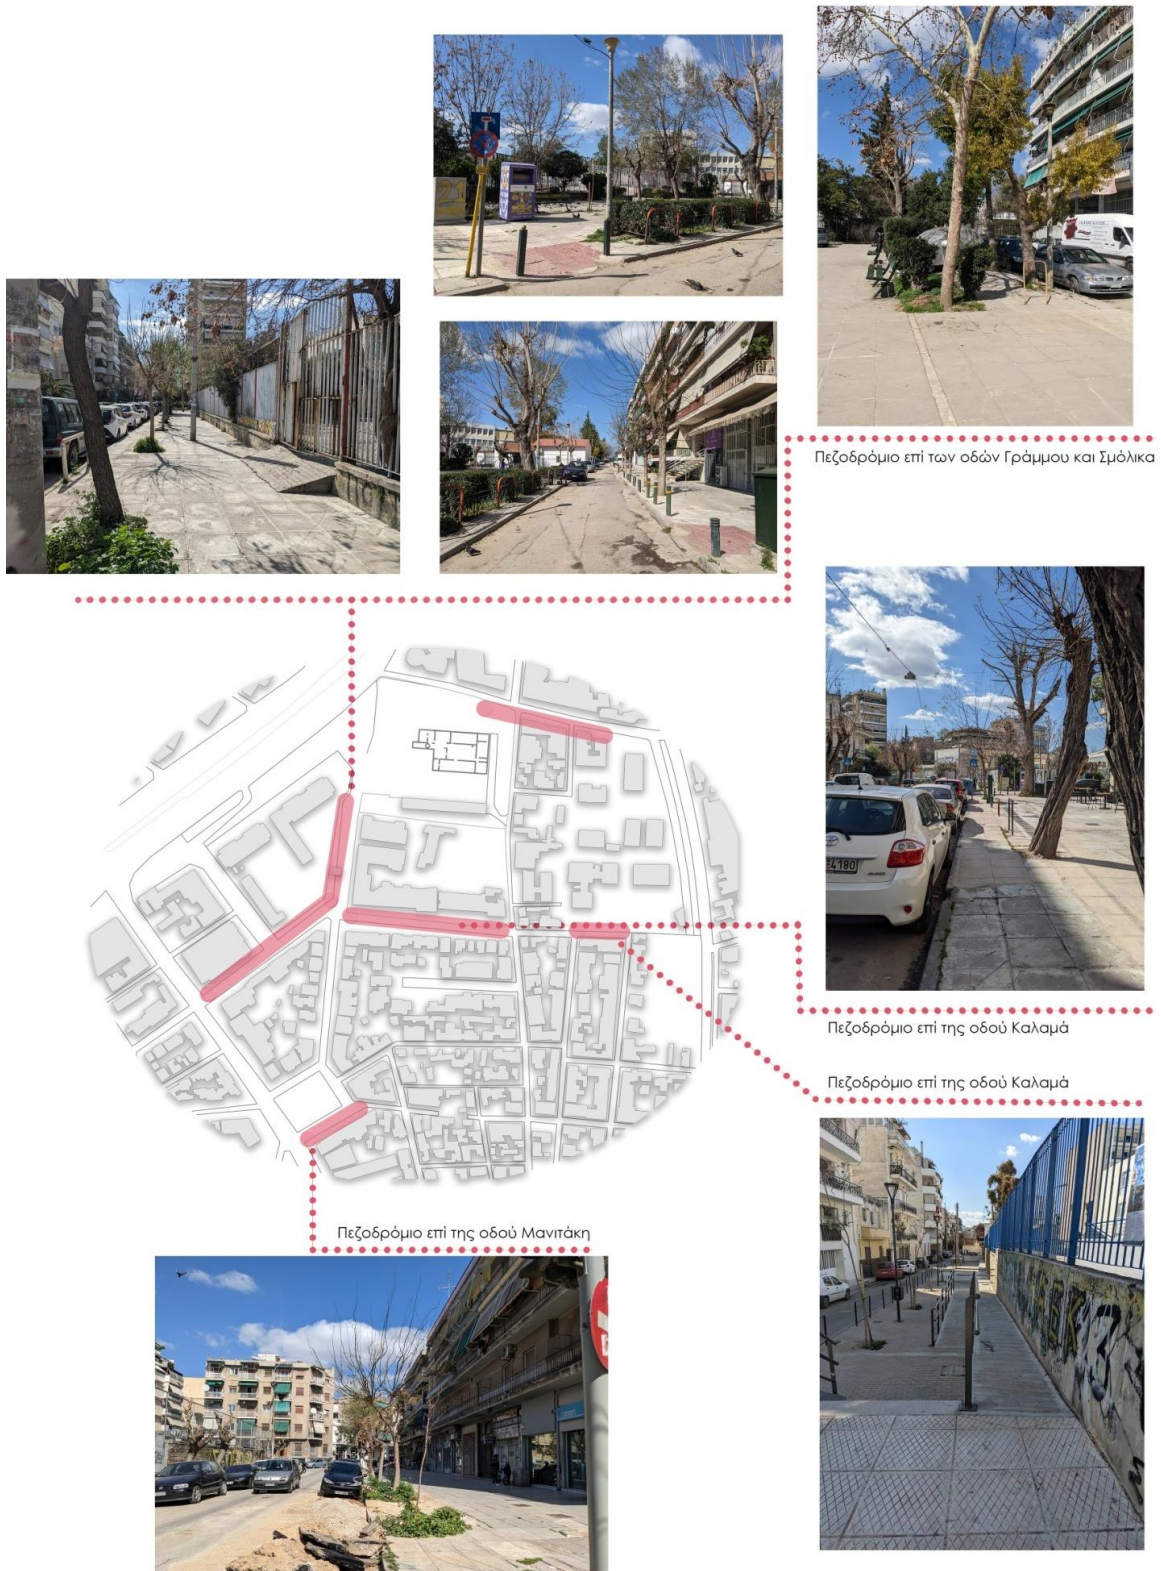 Πεζοδρόμιο επί των οδών Γράμμου και Σμόλικα
4180
Πεζοδρόμιο επί της οδού Καλαμά
Πεζοδρόμιο επί της οδού Καλαμά
Πεζοδρόμιο επί της οδού Μανιτάκη